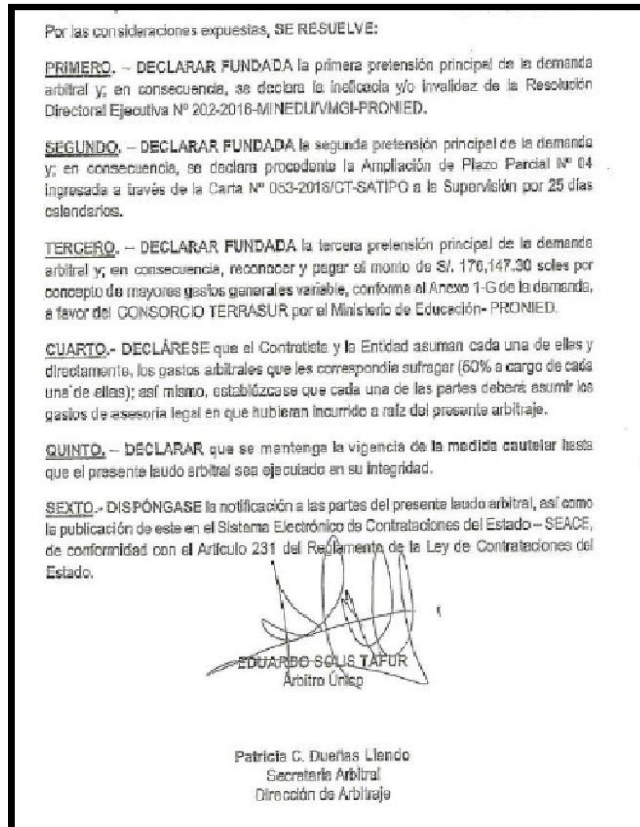 Por las consideraciones expuestas, SE RESUELVE:
PRIMERO. – DECLARAR FUNDADA la primera pretensión principal de la demanda
arbitral y; en consecuencia, se declara la ineficacia y/o invalidez de la Resolución
Directoral Ejecutiva Nº 202-2016-MINEDU/VMGI-PRONIED.
SEGUNDO. – DECLARAR FUNDADA la segunda pretensión principal de la demanda
y; en consecuencia, se declara procedente la Ampliación de Plazo Parcial Nº 04
ingresada a través de la Carta Nº 053-2016/CT-SATIPO a la Supervisión por 25 días
calendarios.
TERCERO. – DECLARAR FUNDADA la tercera pretensión principal de la demanda
arbitral y; en consecuencia, reconocer y pagar el monto de S/. 176,147.30 soles por
concepto de mayores gastos generales variable, conforme al Anexo 1-G de la demanda,
a favor del CONSORCIO TERRASUR por el Ministerio de Educación- PRONIED.
CUARTO.- DECLÁRESE que el Contratista y la Entidad asuman cada una de ellas y
directamente, los gastos arbitrales que les correspondía sufragar (50% a cargo de cada
una de ellas); así mismo, establézcase que cada una de las partes deberá asumir los
gastos de asesoría legal en que hubieran incurrido a raíz del presente arbitraje.
QUINTO. – DECLARAR que se mantenga la vigencia de la medida cautelar hasta
que el presente laudo arbitral sea ejecutado en su integridad.
SEXTO.- DISPÓNGASE la notificación a las partes del presente laudo arbitral, así como
la publicación de este en el Sistema Electrónico de Contrataciones del Estado – SEACE,
de conformidad con el Artículo 231 del Reglamento de la Ley de Contrataciones del
Estado.
EDUARDO SOLIS TAFUR
Árbitro Único
Patricia C. Dueñas Liendo
Secretaria Arbitral
Dirección de Arbitraje